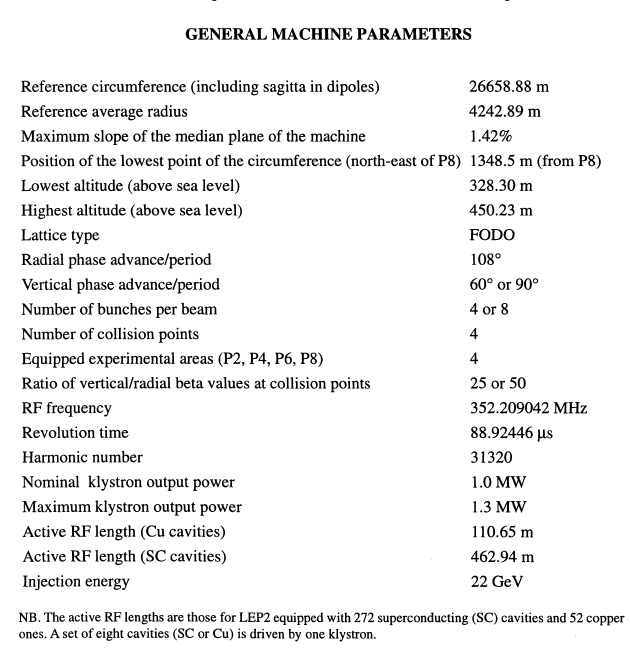 GENERAL MACHINE PARAMETERS
Reference circumference (including sagitta in dipoles) 26658.88 m
Reference average radius 4242.89 m
Maximum slope of the median plane of the machine 1.42%
Position of the lowest point of the circumference (north-east of P8) 1348.5 m (from P8)
Lowest altitude (above sea level) 328.30 m
Highest altitude (above sea level) 450.23 m
Lattice type FODO
Radial phase advance/period 108°
Vertical phase advance/period 60° or 90°
Number of bunches per beam 4 or 8
Number of collision points 4
Equipped experimental areas (P2, P4, P6, P8) 4
Ratio of vertical/radial beta values at collision points 25 or 50
RF frequency 352.209042 MHz
Revolution time 88.92446 µs
Harmonic number 31320
Nominal klystron output power 1.0 MW
Maximum klystron output power 1.3 MW
Active RF length (Cu cavities) 110.65 m
Active RF length (SC cavities) 462.94 m
Injection energy 22 GeV
NB. The active RF lengths are those for LEP2 equipped with 272 superconducting (SC) cavities and 52 copper
ones. A set of eight cavities (SC or Cu) is driven by one klystron.